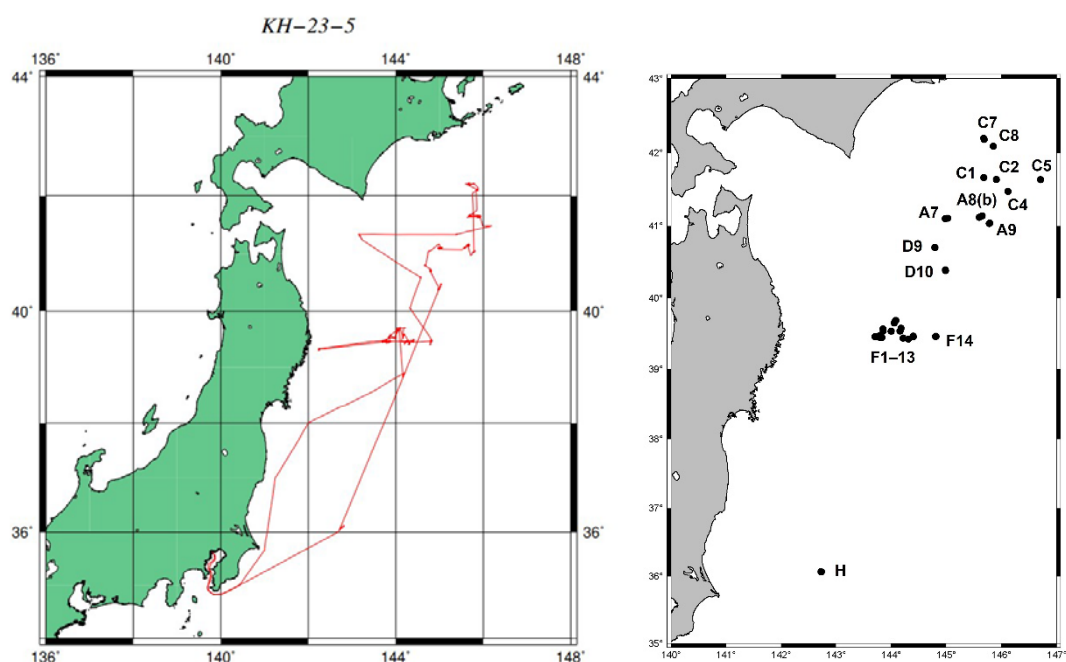 KH-23-5
136° 140° 144° 148°
44° 44°
40° 40°
36° 36°
136° 140° 144° 148°
43°
42°
41°
40°
39°
38°
37°
36°
35°
C7
C8
C1 C2 C5
A8(b) C4
A7 A9
D9
D10
F1–13 F14
H
140° 141° 142° 143° 144° 145° 146° 147°